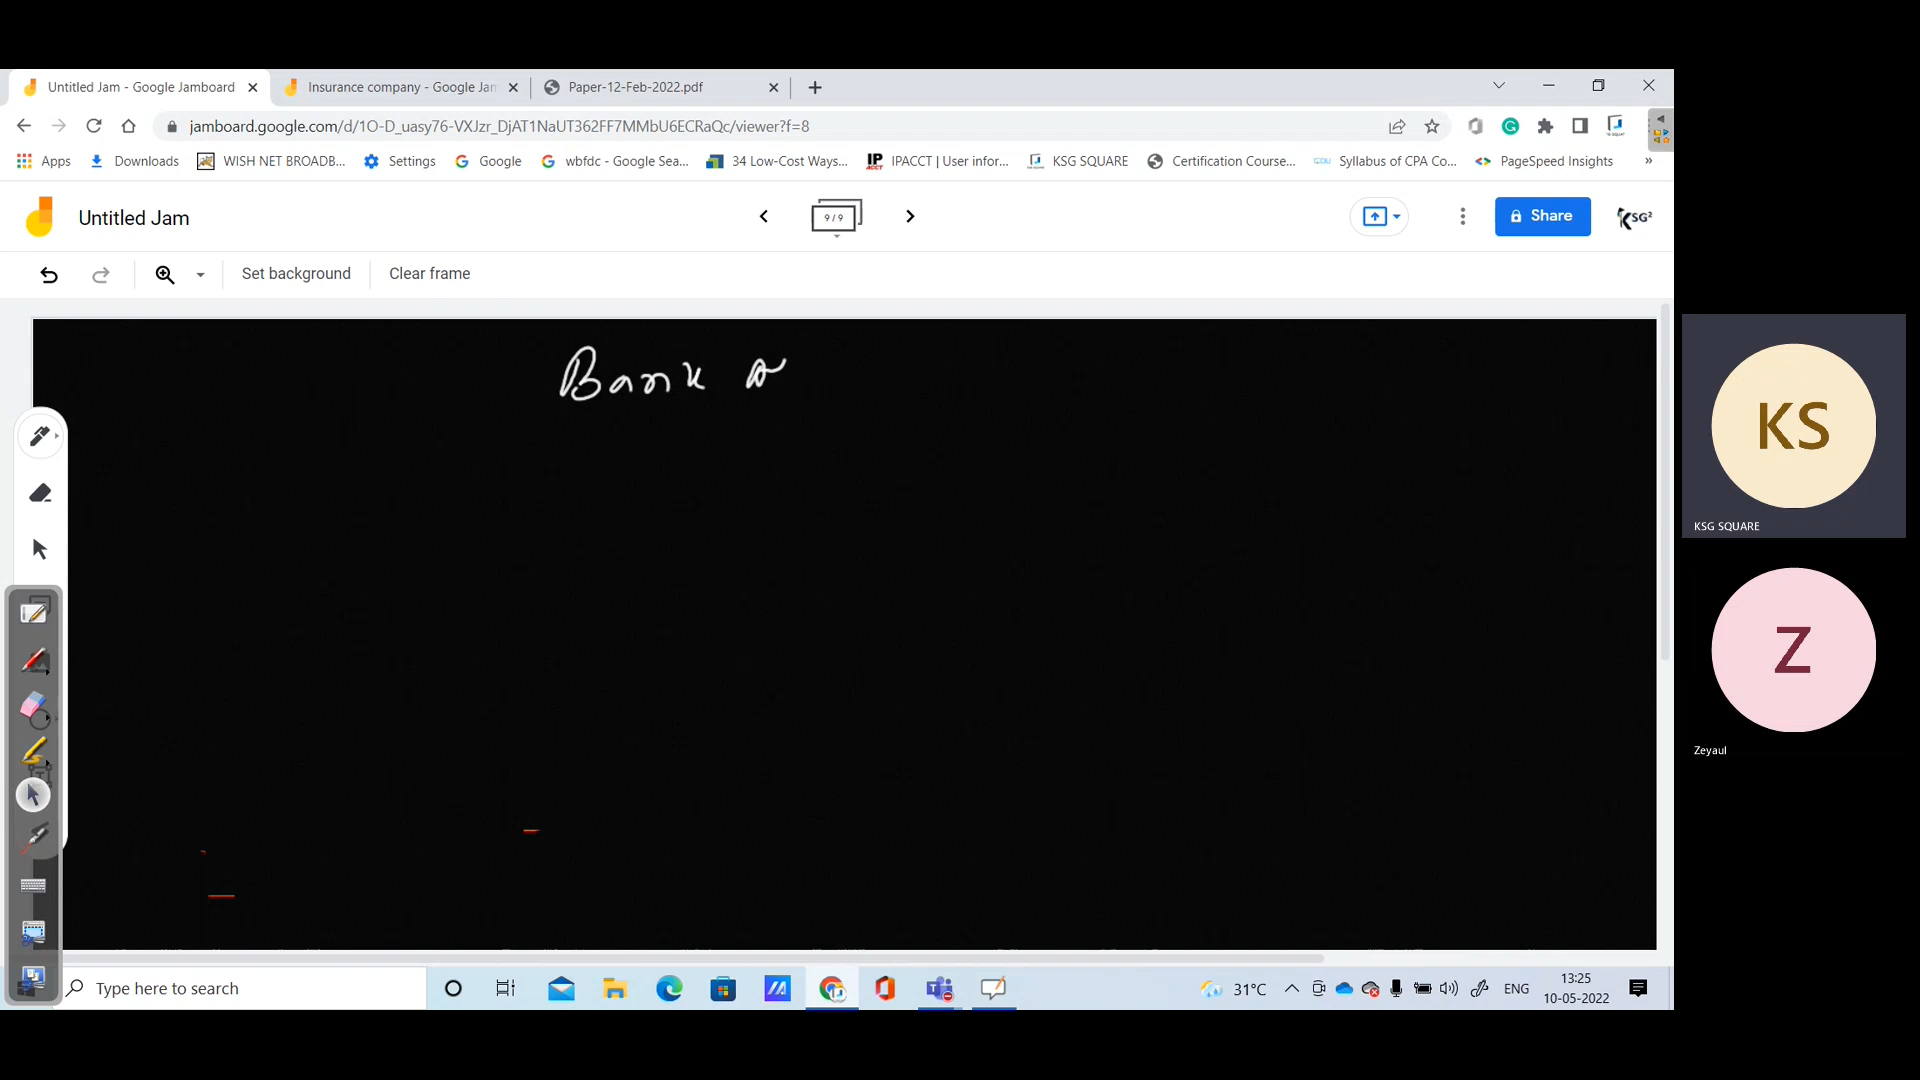 Untitled Jam - Google Jamboard
Insurance company - Google Jam
Paper-12-Feb-2022.pdf
jamboard.google.com/d/1O-D_uasy76-VXJzr_DjAT1NaUT362FF7MMbU6ECRaQc/viewer?f=8
Apps
Downloads
WISH NET BROADB...
Settings
Google
wbfdc - Google Sea...
34 Low-Cost Ways...
IP IPACCT | User infor...
KSG SQUARE
Certification Course...
Syllabus of CPA Co...
PageSpeed Insights
»
Untitled Jam
9 / 9
Share
KSG²
Set background
Clear frame
Bank
KS
KSG SQUARE
Z
Zeyaul
Type here to search
31°C
ENG
13:25
10-05-2022